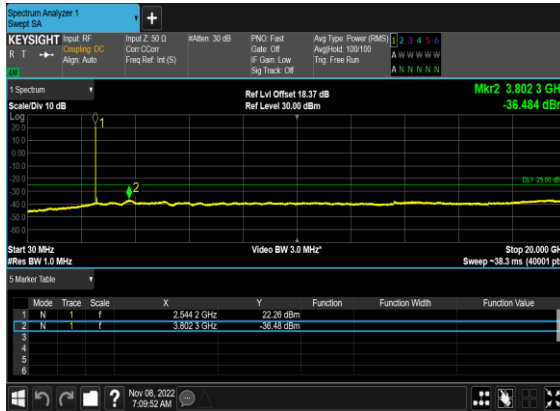 Spectrum Analyzer 1
Swept SA
+
KEYSIGHT Input: RF Input Z: 50 Ω #Atten: 30 dB PNO: Fast Avg Type: Power (RMS) 1 2 3 4 5 6
R T Coupling: DC Corr CCorr Gate: Off Avg|Hold: 100/100 A W W W W W
Align: Auto Freq Ref: Int (S) IF Gain: Low Trig: Free Run
Sig Track: Off A N N N N N
1 Spectrum Ref Lvl Offset 18.37 dB Mkr2 3.802 3 GHz
Scale/Div 10 dB Ref Level 30.00 dBm -36.484 dBm
Log
20.0
10.0
0.00
-10.0
-20.0
-30.0
-40.0
-50.0
-60.0
1
2
DL1 -25.00 dB
Start 30 MHz Video BW 3.0 MHz* Stop 20.000 GH
#Res BW 1.0 MHz Sweep ~38.3 ms (40001 pt
5 Marker Table
Mode Trace Scale X Y Function Function Width Function Value
1 N 1 f 2.544 2 GHz 22.26 dBm
2 N 1 f 3.802 3 GHz -36.48 dBm
3
4
5
6
? Nov 08, 2022
7:09:52 AM